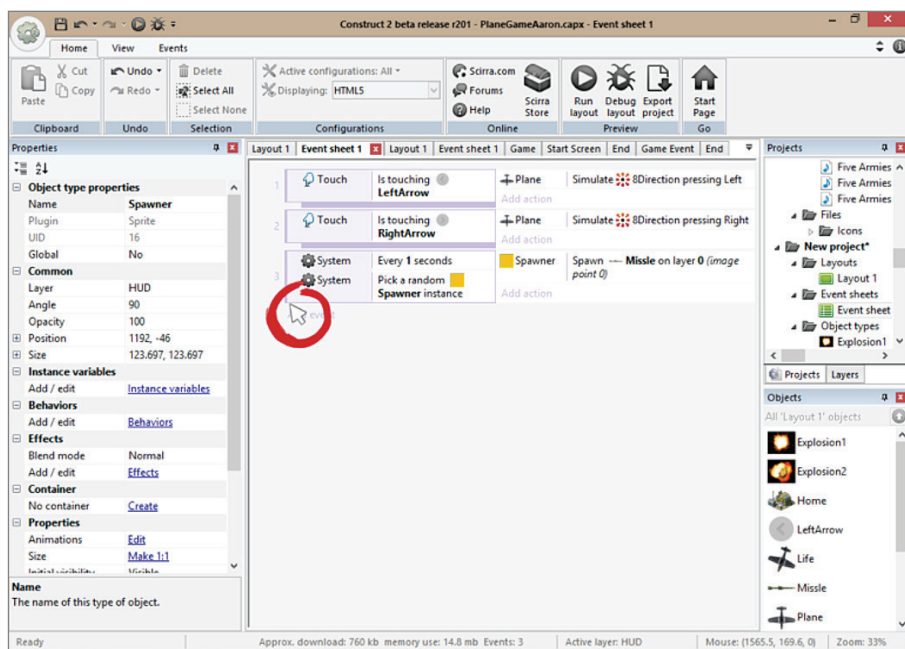 Construct 2 beta release r201 - PlaneGameAaron.capx - Event sheet 1
Home View Events
Paste
Cut
Copy
Clipboard
Undo
Redo
Undo
Delete
Select All
Select None
Selection
Active configurations: All
Displaying: HTML5
Configurations
Scirra.com
Forums
Help
Scirra Store
Online
Run layout
Debug layout
Export project
Preview
Start Page
Go
Properties
Object type properties
Name Spawner
Plugin Sprite
UID 16
Global No
Common
Layer HUD
Angle 90
Opacity 100
Position 1192, -46
Size 123.697, 123.697
Instance variables
Add / edit Instance variables
Behaviors
Add / edit Behaviors
Effects
Blend mode Normal
Add / edit Effects
Container
No container Create
Properties
Animations Edit
Size Make 1:1
Initial visibility Visible
Name
The name of this type of object.
Layout 1 Event sheet 1 Layout 1 Event sheet 1 Game Start Screen End Game Event End
1 Touch Is touching LeftArrow Plane Simulate 8Direction pressing Left
Add action
2 Touch Is touching RightArrow Plane Simulate 8Direction pressing Right
Add action
3 System Every 1 seconds Spawner Spawn Missle on layer 0 (image point 0)
System Pick a random Spawner instance Add action
event
Projects
Five Armies
Five Armies
Five Armies
Files
Icons
New project*
Layouts
Layout 1
Event sheets
Event sheet
Object types
Explosion1
Projects Layers
Objects
All 'Layout 1' objects
Explosion1
Explosion2
Home
LeftArrow
Life
Missle
Plane
Ready Approx. download: 760 kb memory use: 14.8 mb Events: 3 Active layer: HUD Mouse: (1565.5, 169.6, 0) Zoom: 33%